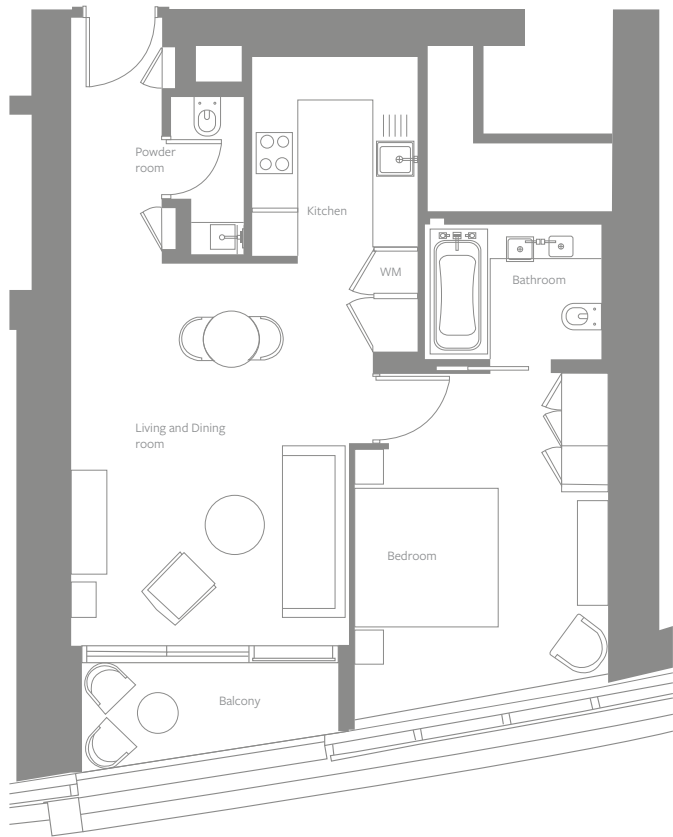 Powder
room
Kitchen
WM
Bathroom
Living and Dining
room
Bedroom
Balcony